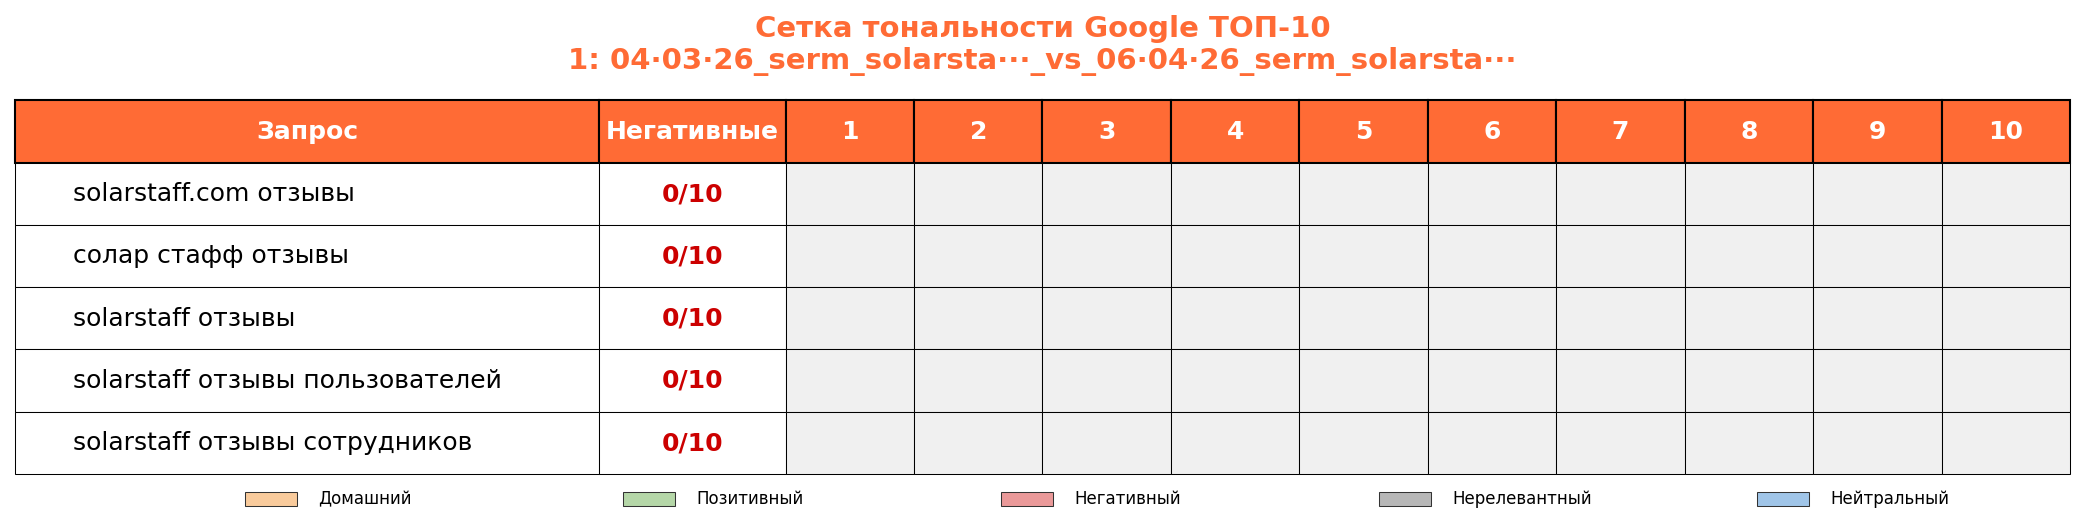 Сетка тональности Google ТОП-10
1: 04·03·26_serm_solarsta···_vs_06·04·26_serm_solarsta···
Запрос Негативные 1 2 3 4 5 6 7 8 9 10
solarstaff.com отзывы 0/10
солар стафф отзывы 0/10
solarstaff отзывы 0/10
solarstaff отзывы пользователей 0/10
solarstaff отзывы сотрудников 0/10
Домашний Позитивный Негативный Нерелевантный Нейтральный